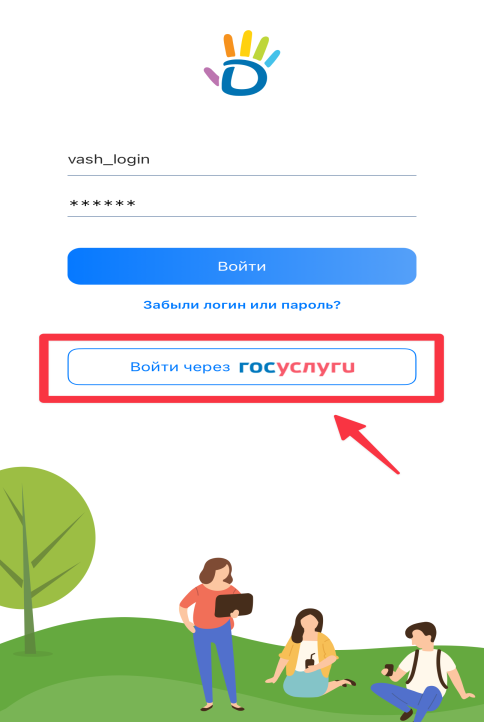 vash_login
******
Войти
Забыли логин или пароль?
Войти через госуслуги